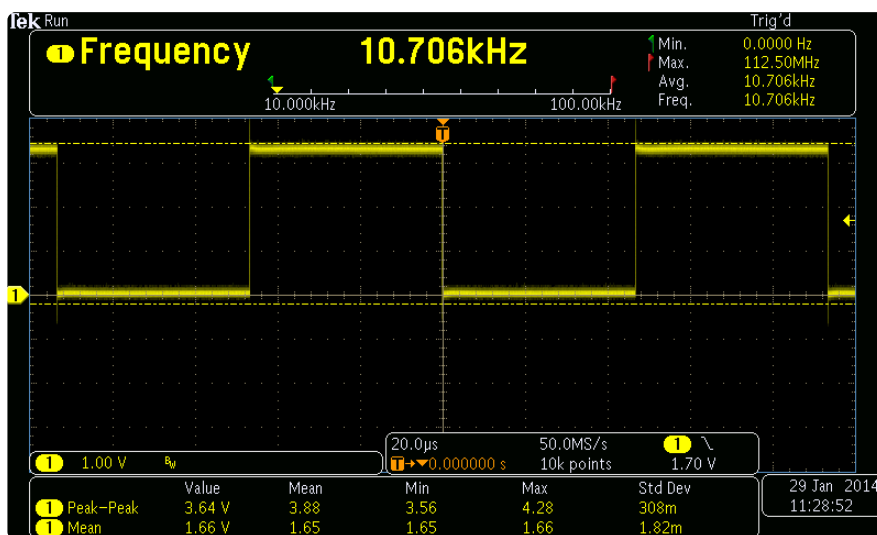 Tek Run Trig'd
1 Frequency 10.706kHz
10.000kHz 100.00kHz
Min. 0.0000 Hz
Max. 112.50MHz
Avg. 10.706kHz
Freq. 10.706kHz
T
1
1 1.00 V BW
20.0µs 50.0MS/s 1
T→▼0.000000 s 10k points 1.70 V
Value Mean Min Max Std Dev
1 Peak-Peak 3.64 V 3.88 3.56 4.28 308m
1 Mean 1.66 V 1.65 1.65 1.66 1.82m
29 Jan 2014
11:28:52